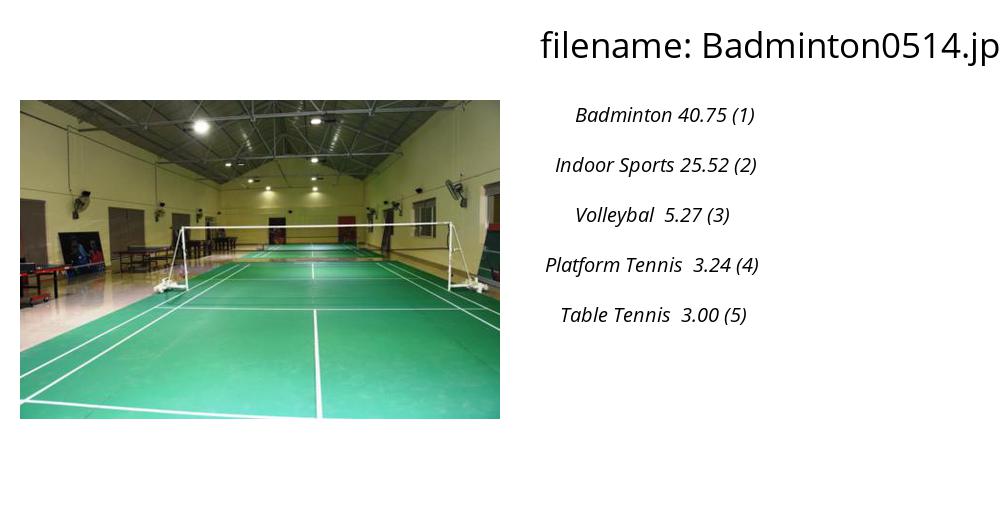 filename: Badminton0514.jp
Badminton 40.75 (1)
Indoor Sports 25.52 (2)
Volleybal 5.27 (3)
Platform Tennis 3.24 (4)
Table Tennis 3.00 (5)